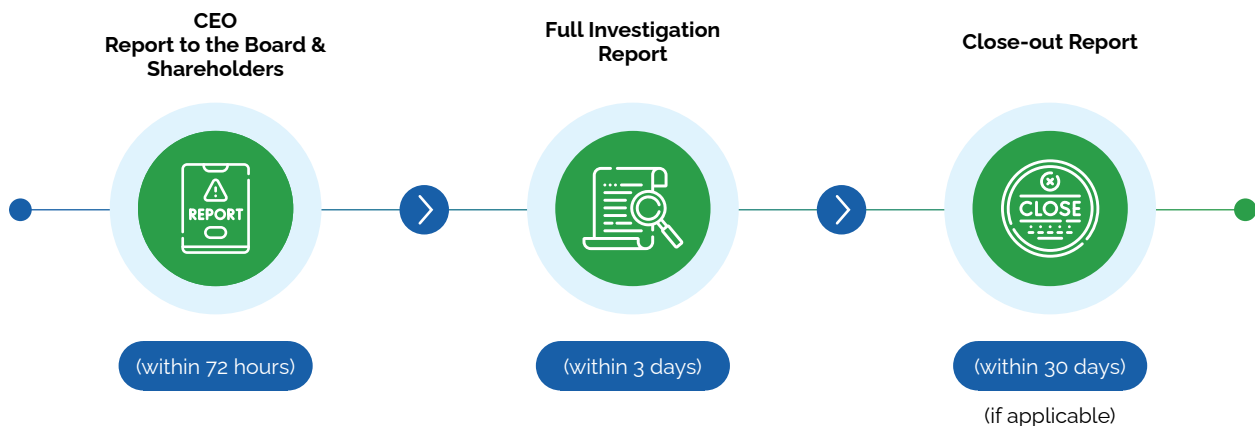 CEO
Report to the Board &
Shareholders
Full Investigation
Report
Close-out Report
REPORT
CLOSE
(within 72 hours)
(within 3 days)
(within 30 days)
(if applicable)